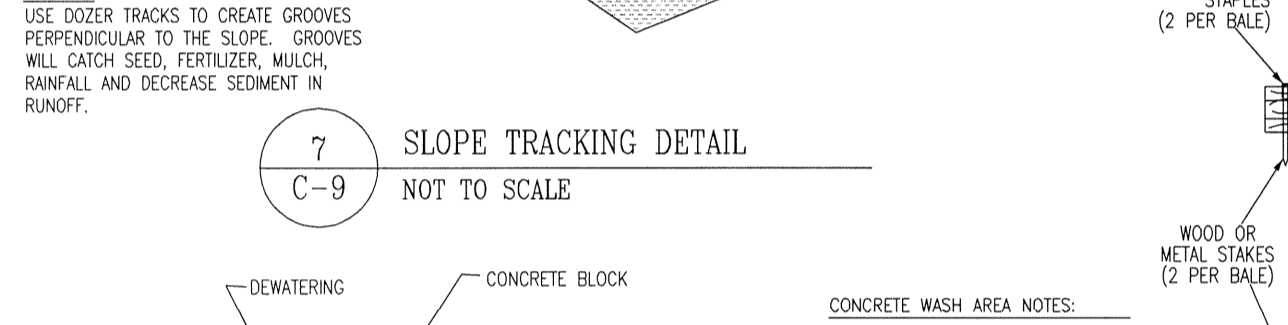 USE DOZER TRACKS TO CREATE GROOVES
PERPENDICULAR TO THE SLOPE. GROOVES
WILL CATCH SEED, FERTILIZER, MULCH,
RAINFALL AND DECREASE SEDIMENT IN
RUNOFF.
7
C-9
SLOPE TRACKING DETAIL
NOT TO SCALE
STAPLES
(2 PER BALE)
WOOD OR
METAL STAKES
(2 PER BALE)
DEWATERING
CONCRETE BLOCK
CONCRETE WASH AREA NOTES: